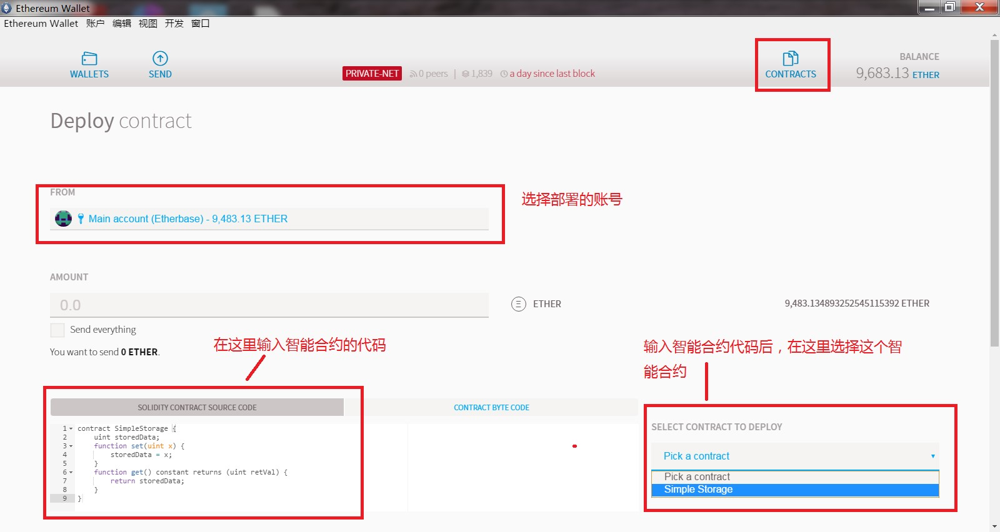 Ethereum Wallet
Ethereum Wallet 账户 编辑 视图 开发 窗口
WALLETS
SEND
PRIVATE-NET 0 peers | 1,839 a day since last block
CONTRACTS
BALANCE
9,683.13 ETHER
Deploy contract
FROM
选择部署的账号
Main account (Etherbase) - 9,483.13 ETHER
AMOUNT
0.0
ETHER
9,483.134893252545115392 ETHER
Send everything
You want to send 0 ETHER.
在这里输入智能合约的代码
输入智能合约代码后，在这里选择这个智
能合约
SOLIDITY CONTRACT SOURCE CODE
CONTRACT BYTE CODE
1 contract SimpleStorage {
2 uint storedData;
3 function set(uint x) {
4 storedData = x;
5 }
6 function get() constant returns (uint retVal) {
7 return storedData;
8 }
9 }
SELECT CONTRACT TO DEPLOY
Pick a contract
Pick a contract
Simple Storage